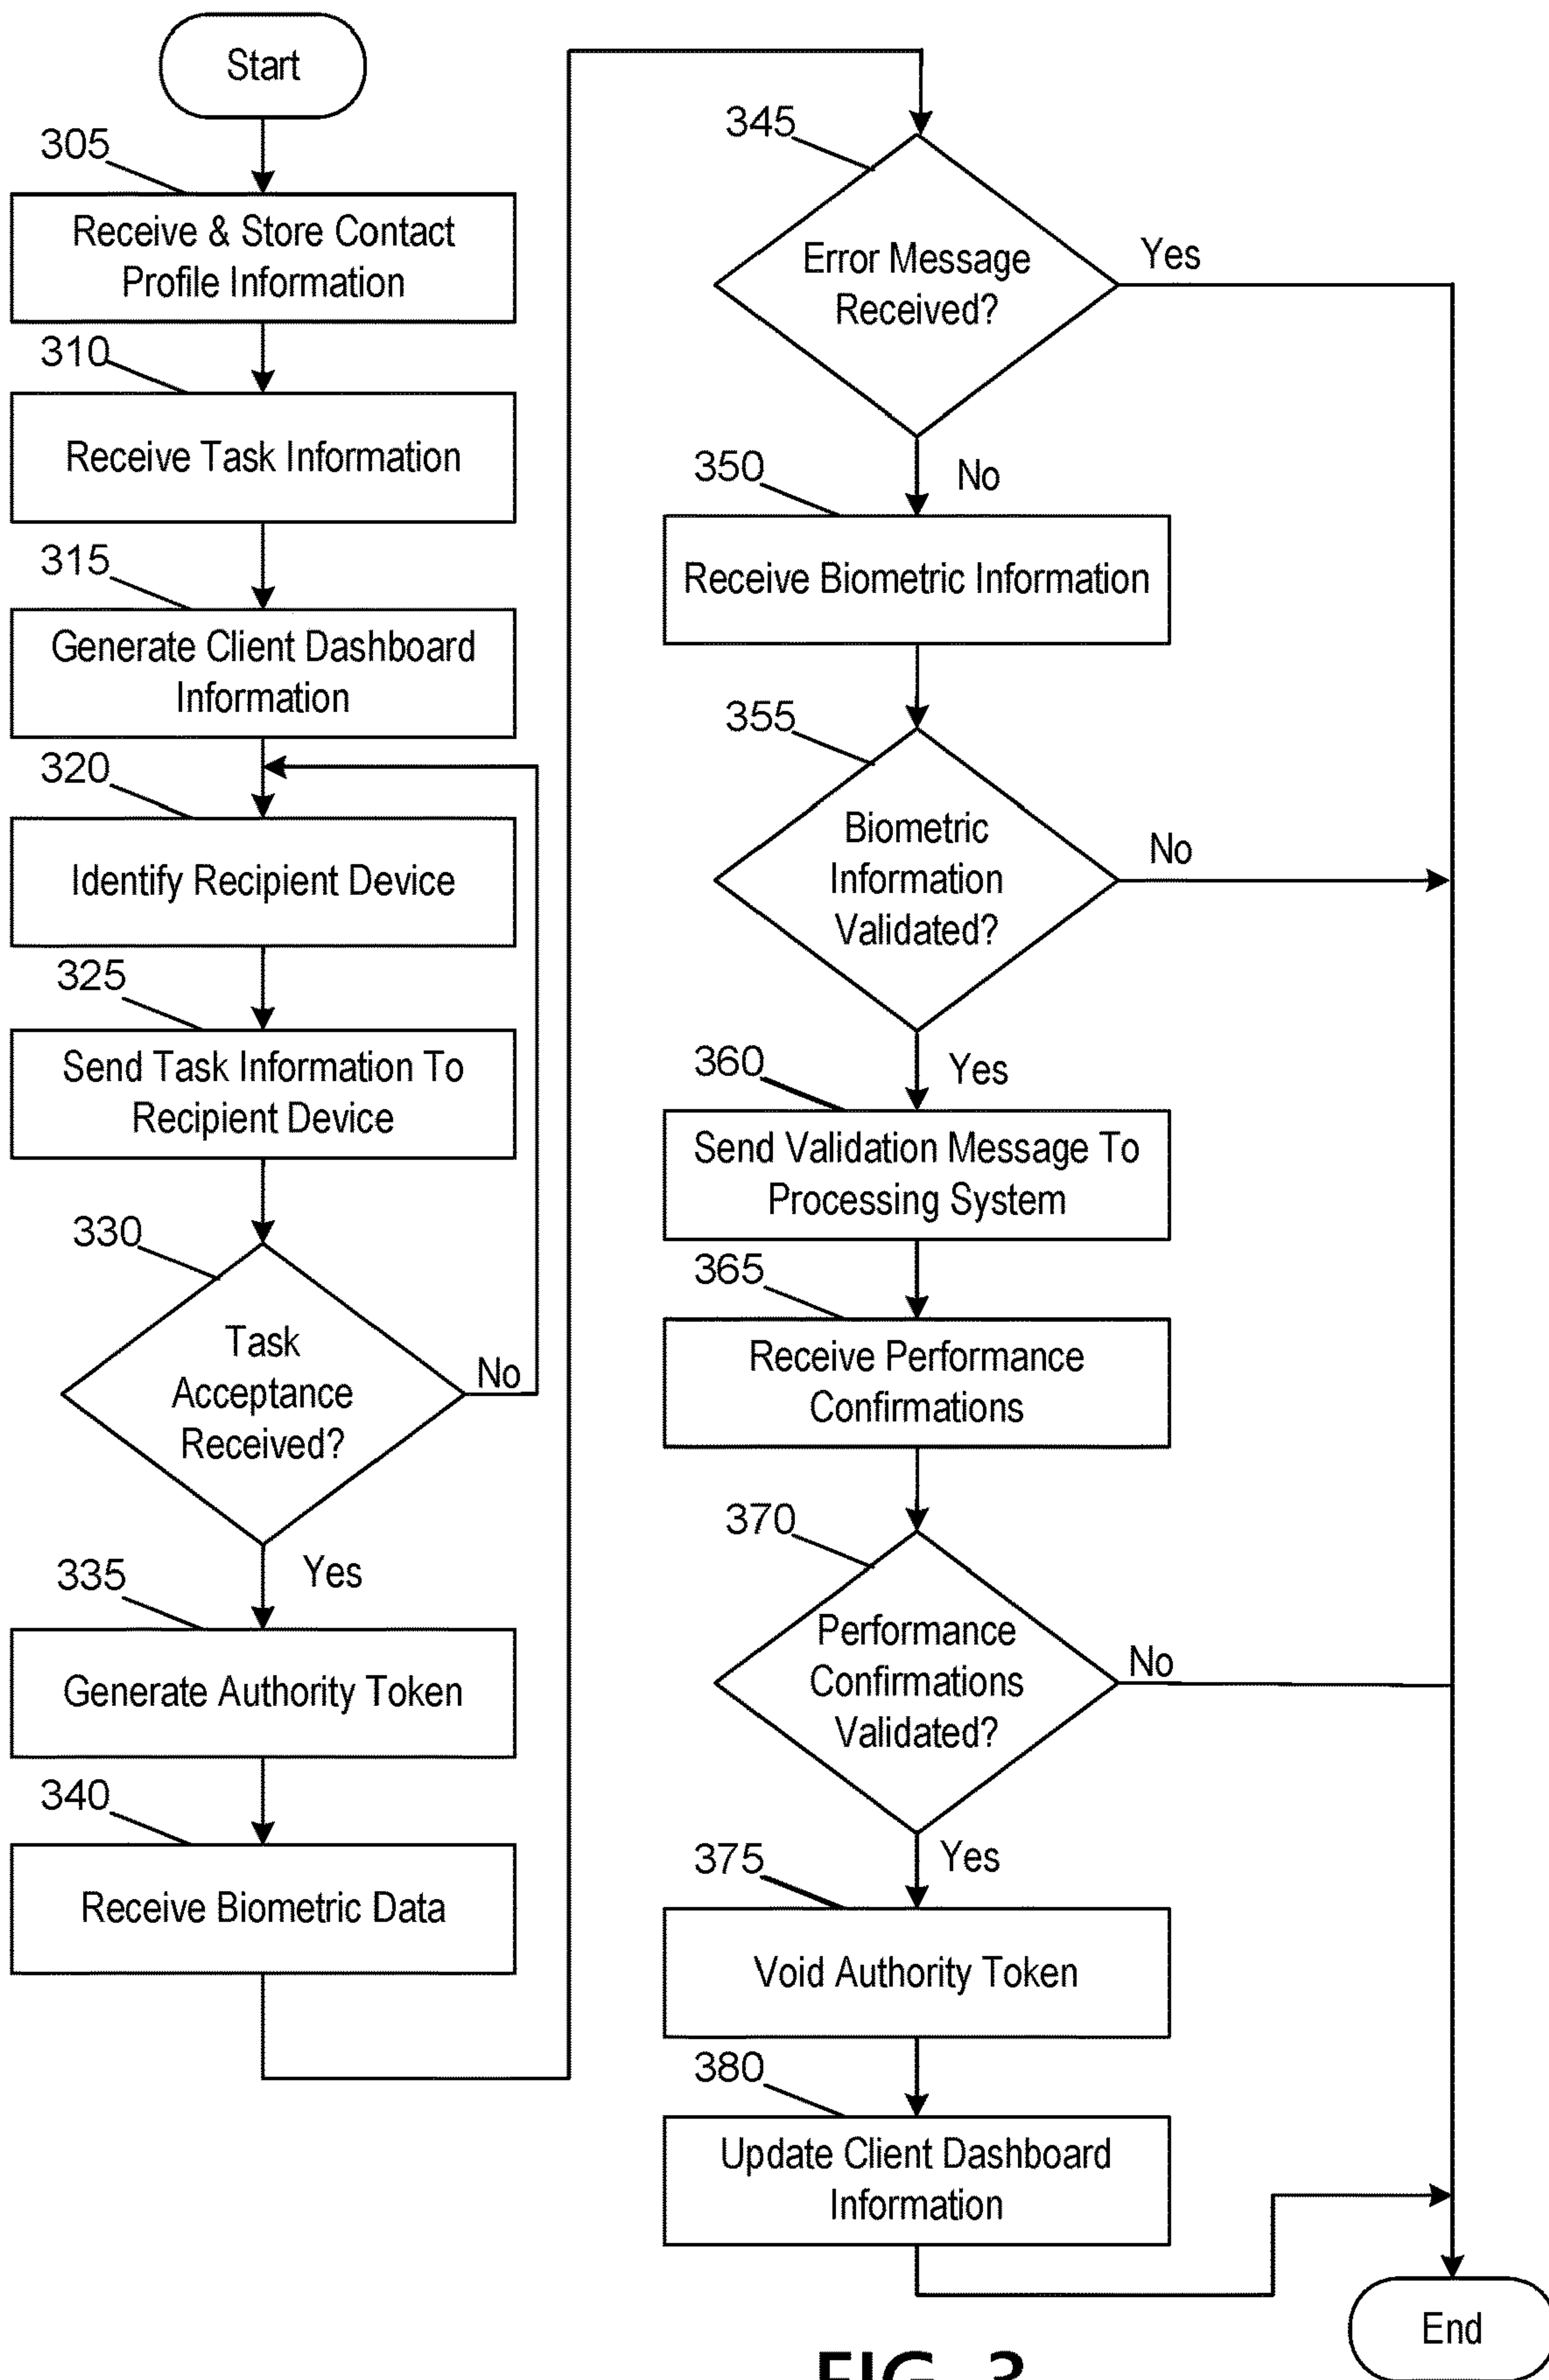 Start
305
Receive & Store Contact
Profile Information
310
Receive Task Information
315
Generate Client Dashboard
Information
320
Identify Recipient Device
325
Send Task Information To
Recipient Device
330
Task
Acceptance
Received?
No
Yes
335
Generate Authority Token
340
Receive Biometric Data
345
Error Message
Received?
Yes
No
350
Receive Biometric Information
355
Biometric
Information
Validated?
No
Yes
360
Send Validation Message To
Processing System
365
Receive Performance
Confirmations
370
Performance
Confirmations
Validated?
No
Yes
375
Void Authority Token
380
Update Client Dashboard
Information
End
FIG. 3